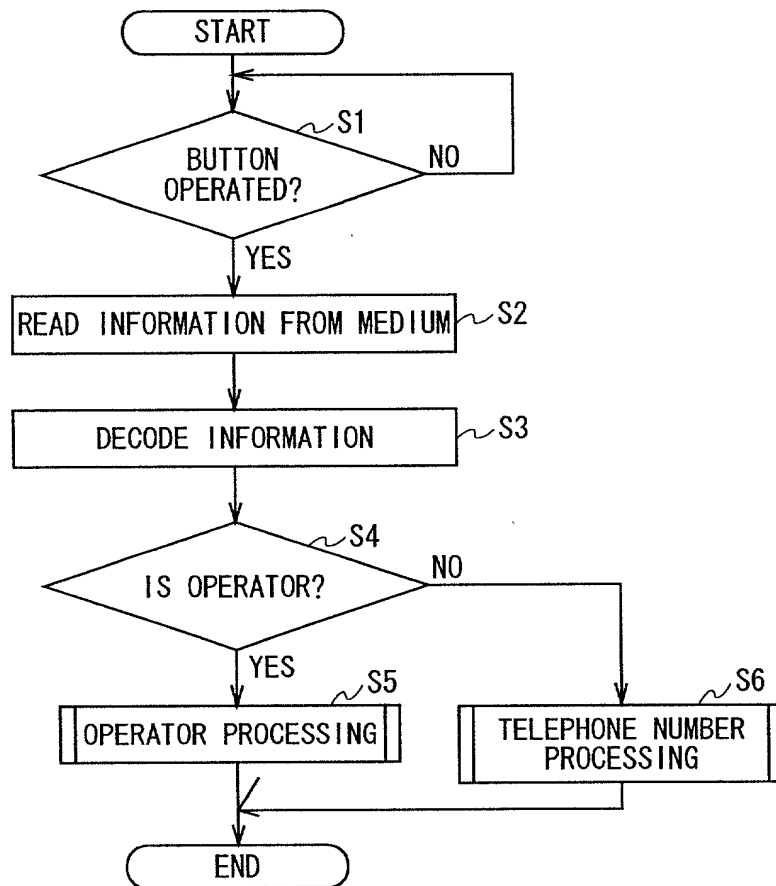 START
S1
BUTTON
OPERATED?
NO
YES
READ INFORMATION FROM MEDIUM
S2
DECODE INFORMATION
S3
S4
IS OPERATOR?
NO
YES
S5
OPERATOR PROCESSING
S6
TELEPHONE NUMBER
PROCESSING
END